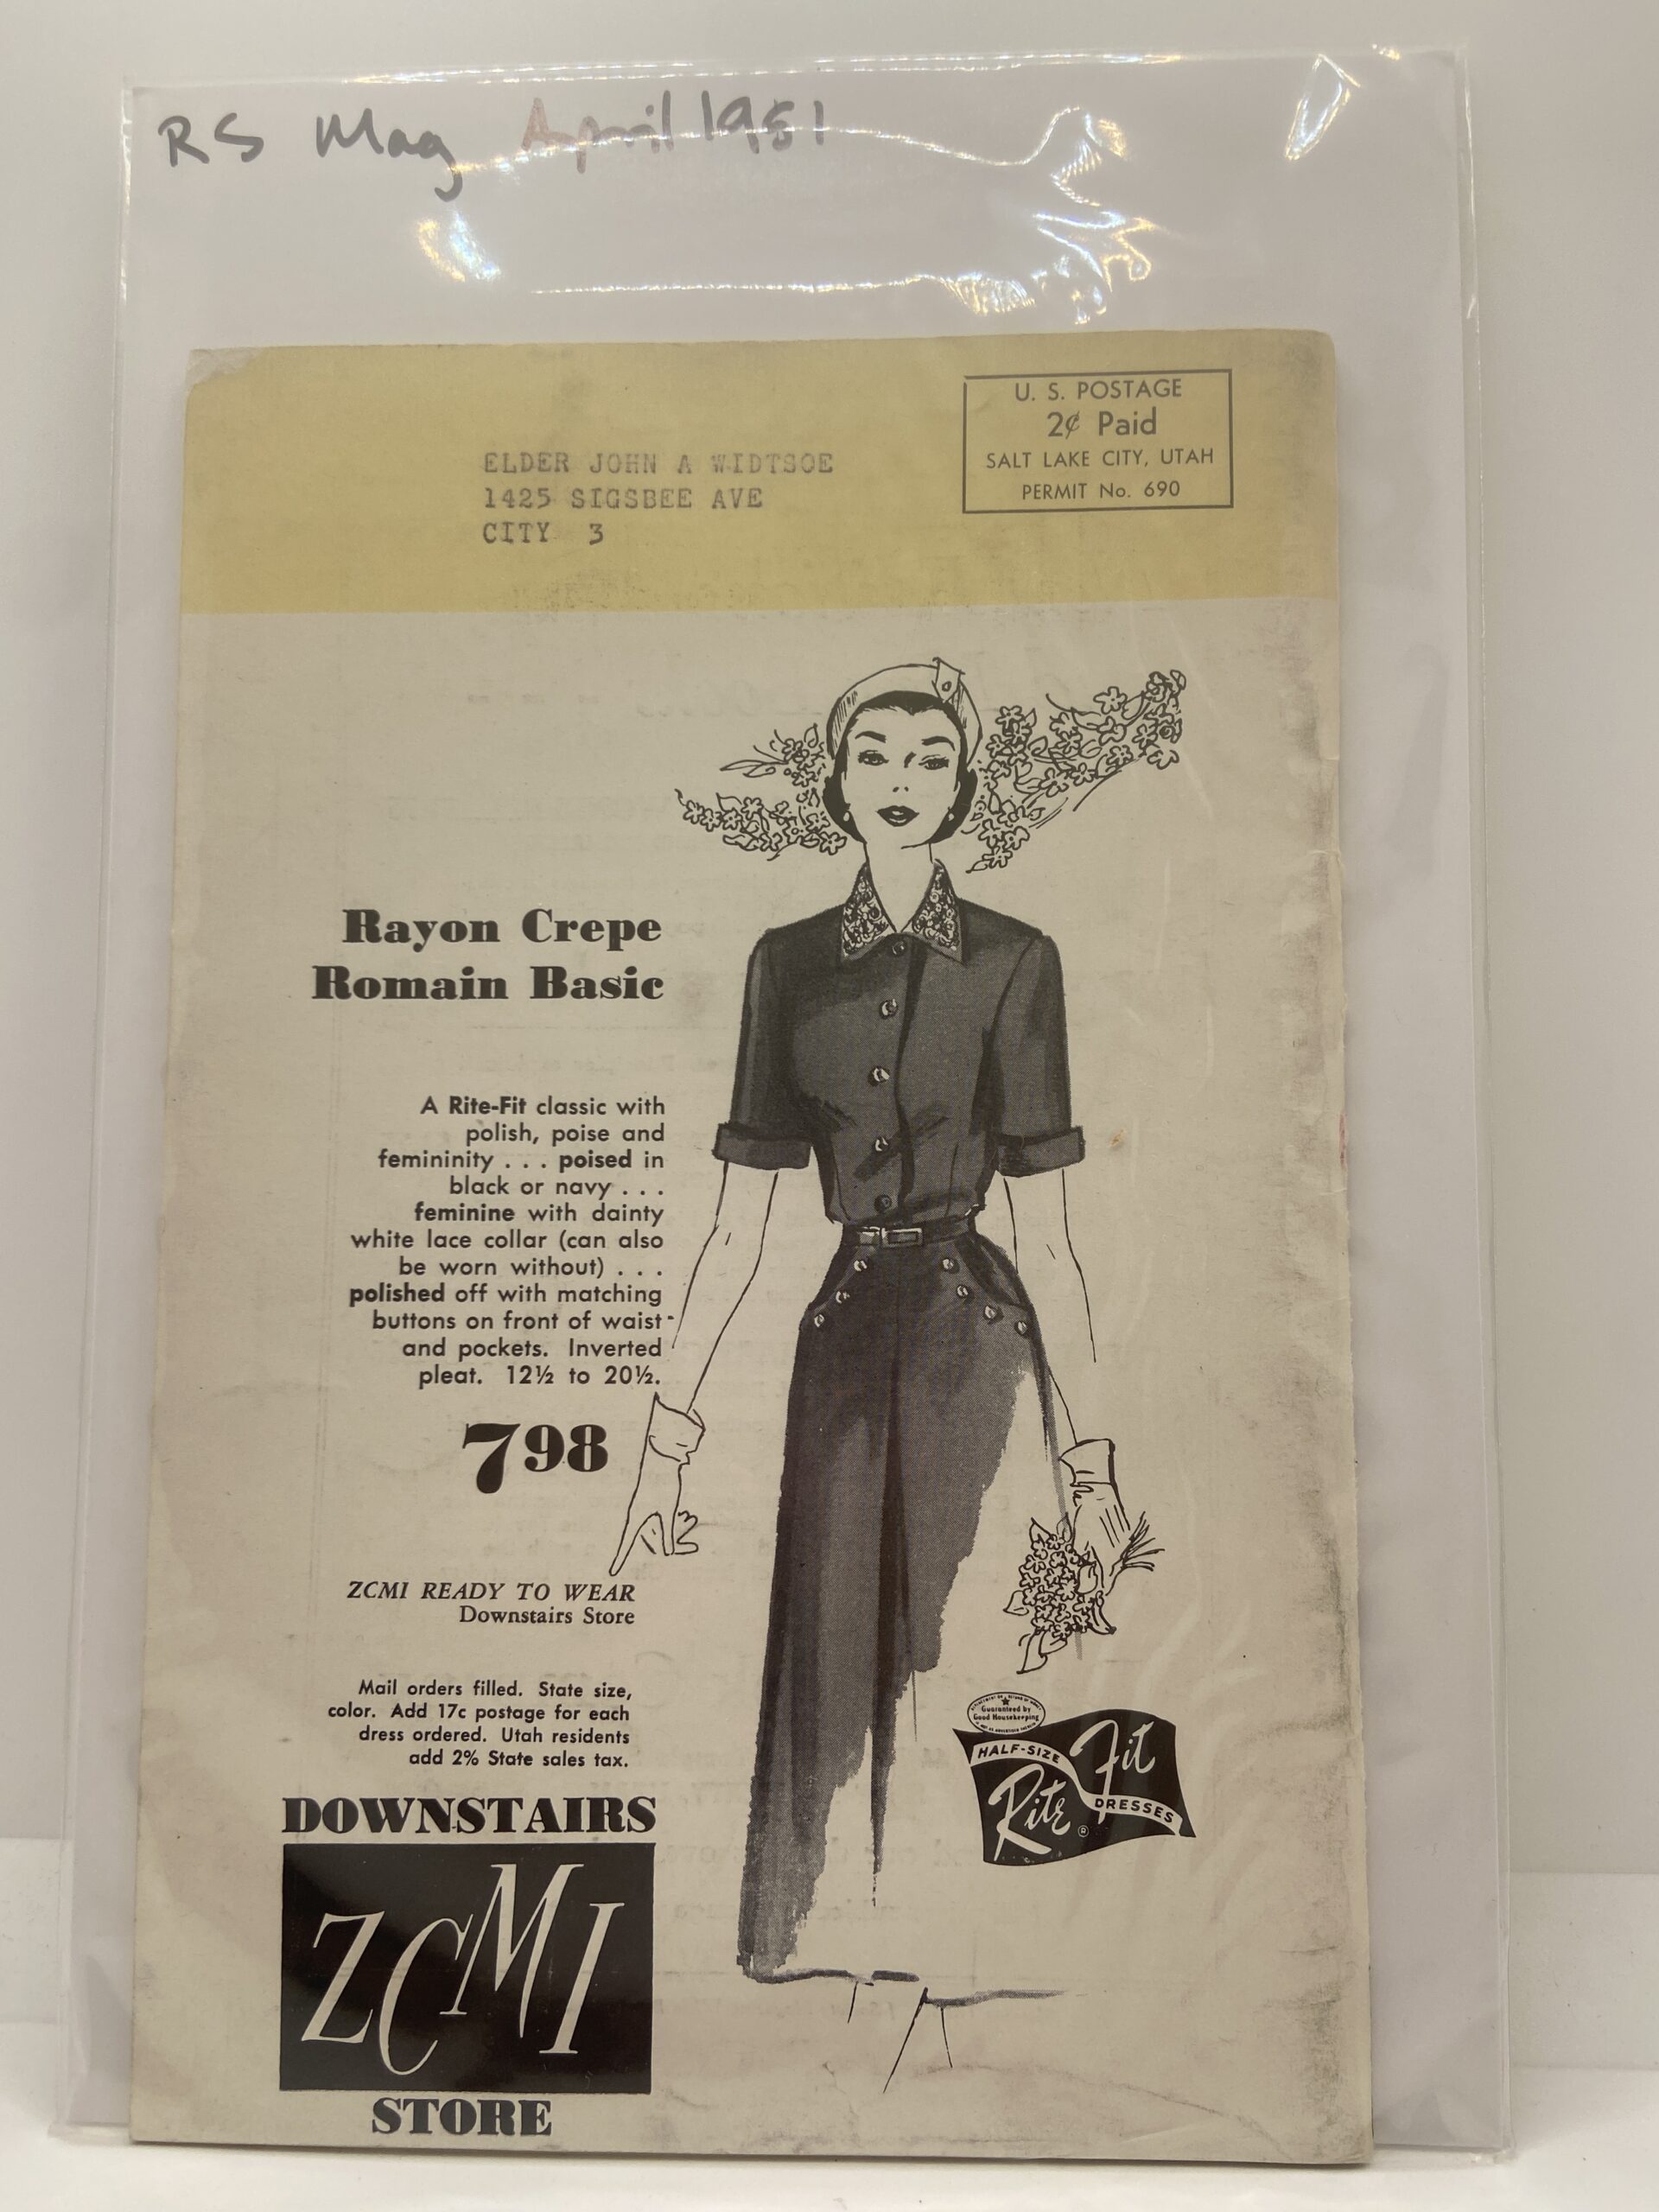 RS Mag April 1951
U. S. POSTAGE
2¢ Paid
SALT LAKE CITY, UTAH
PERMIT No. 690
ELDER JOHN A WIDTSOE
1425 SIGSBEE AVE
CITY 3
Rayon Crepe
Romain Basic
A Rite-Fit classic with
polish, poise and
femininity . . . poised in
black or navy . . .
feminine with dainty
white lace collar (can also
be worn without) . . .
polished off with matching
buttons on front of waist
and pockets. Inverted
pleat. 12½ to 20½.
798
ZCMI READY TO WEAR
Downstairs Store
Mail orders filled. State size,
color. Add 17c postage for each
dress ordered. Utah residents
add 2% State sales tax.
DOWNSTAIRS
ZCMI
STORE
Guaranteed by
Good Housekeeping
HALF-SIZE
Rite Fit
DRESSES
®